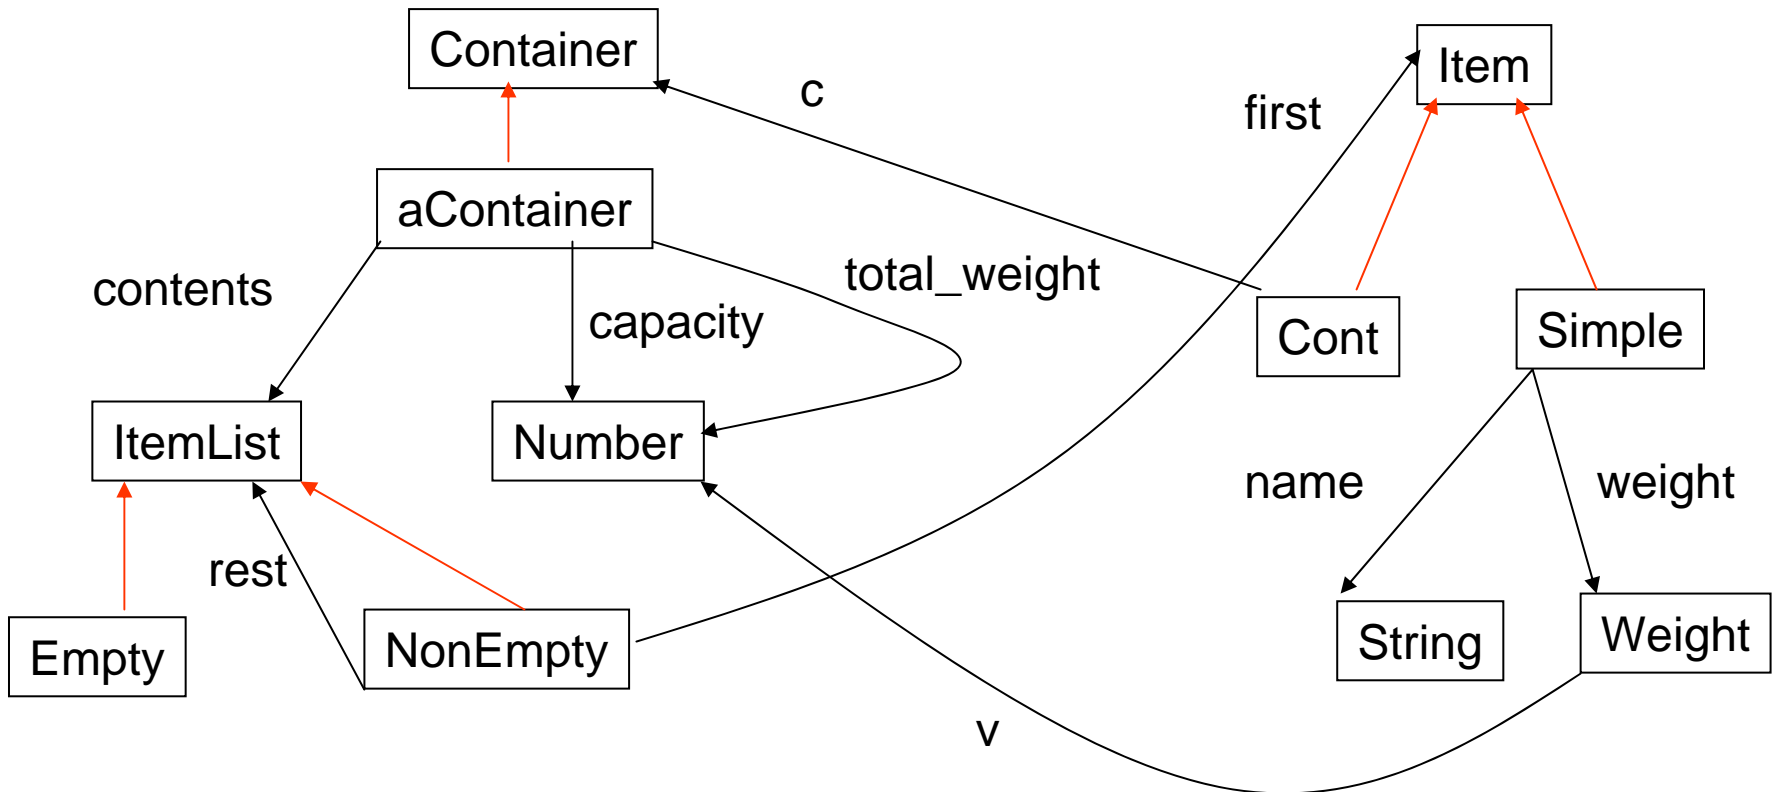 Container
Item
c
first
aContainer
total_weight
contents
capacity
Cont
Simple
ItemList
Number
name
weight
rest
Empty
NonEmpty
String
Weight
v